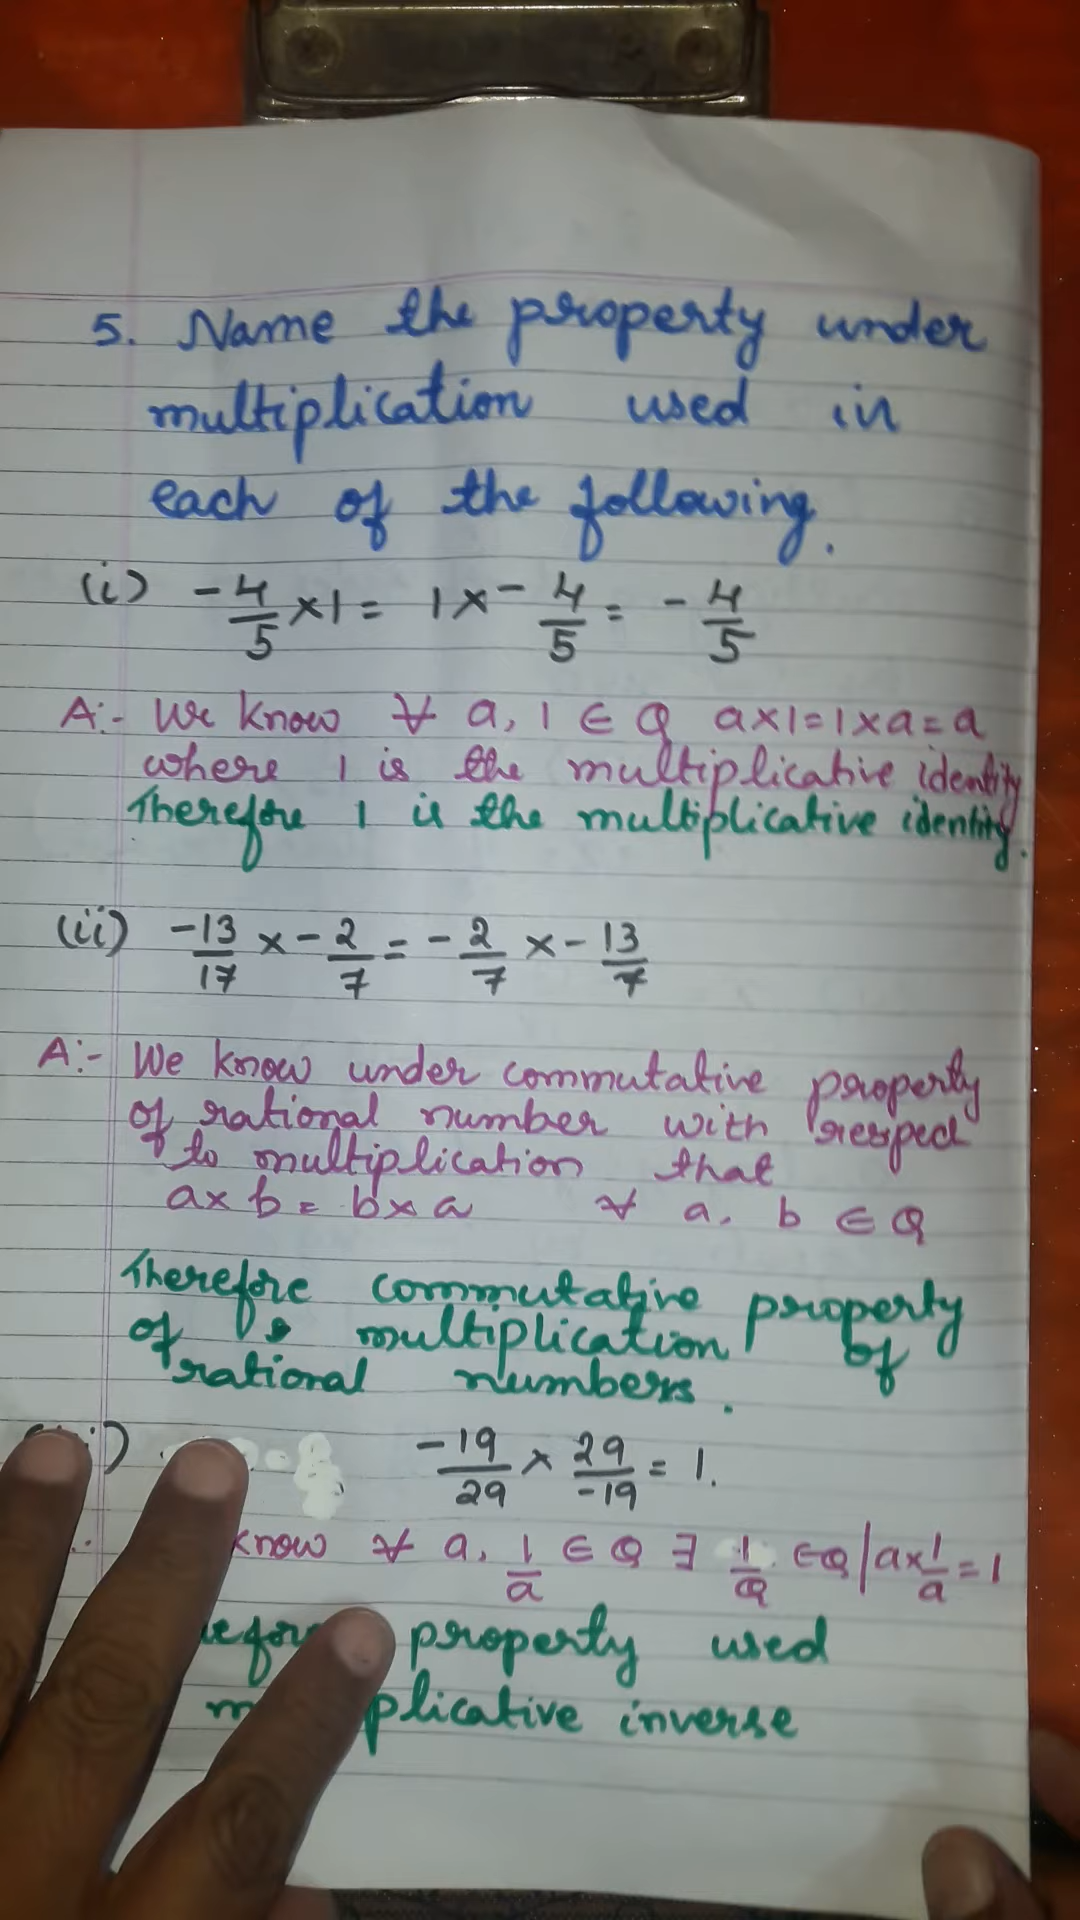 5. Name the property under
multiplication used in
each of the following.
(i) -4/5 ×1 = 1×-4/5 = -4/5
A:- We know ∀ a, 1 ∈ Q a×1=1×a=a
where 1 is the multiplicative identity
Therefore 1 is the multiplicative identity.
(ii) -13/17 × -2/7 = -2/7 × -13/7
A:- We know under commutative property
of rational number with respect
to multiplication that
a×b = b×a ∀ a, b ∈ Q
Therefore commutative property
of multiplication of
rational numbers.
-19/29 × 29/-19 = 1.
know ∀ a, 1/a ∈ Q ∃ 1/a ∈Q | a×1/a = 1
property used
inverse